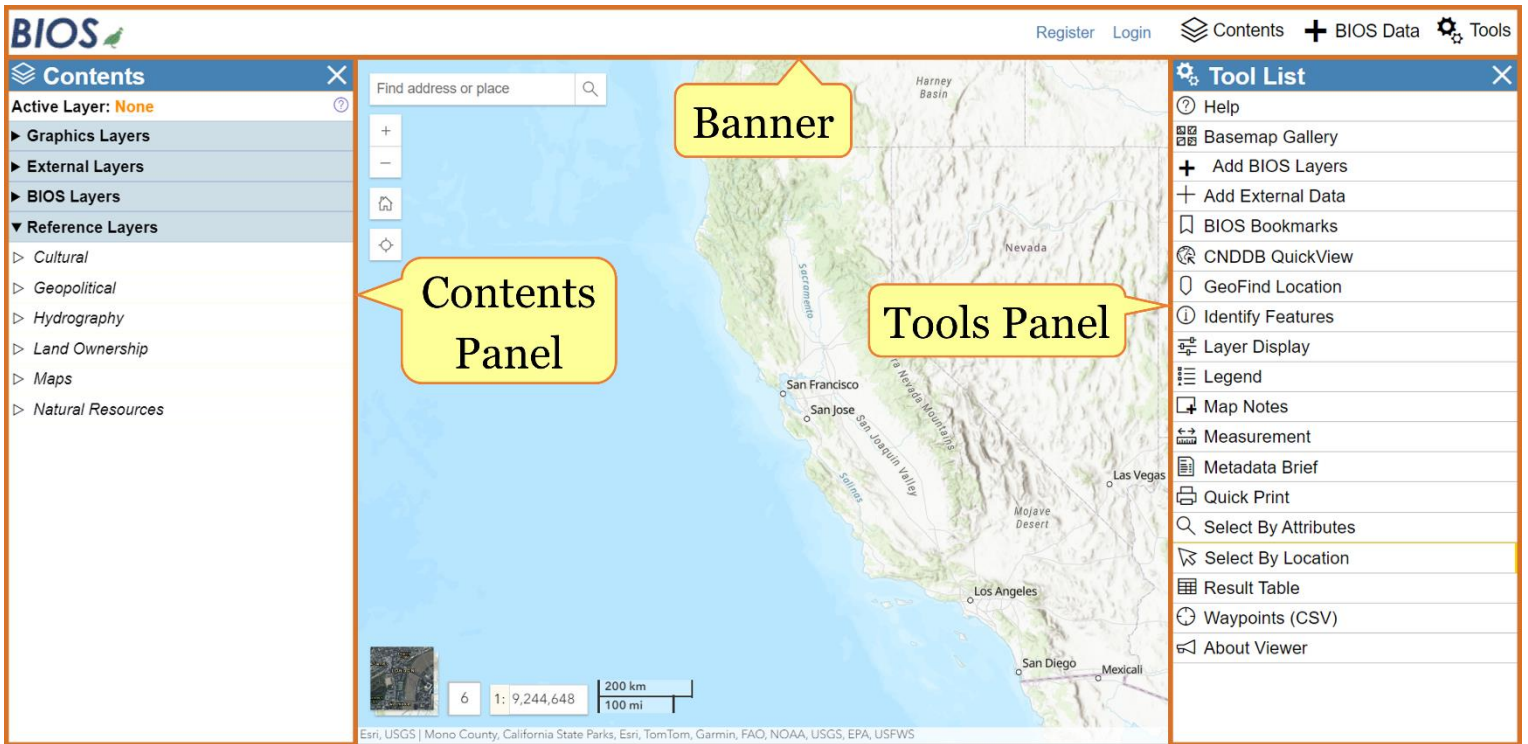 BIOS
Register Login Contents BIOS Data Tools
Contents
Active Layer: None
Graphics Layers
External Layers
BIOS Layers
Reference Layers
Cultural
Geopolitical
Hydrography
Land Ownership
Maps
Natural Resources
Find address or place
+
−
Banner
Contents
Panel
Tools Panel
Harney
Basin
Nevada
Sacramento
San Francisco
San Jose
San Joaquin Valley
ra Nevada Mountains
Salinas
Las Vegas
Mojave
Desert
Los Angeles
San Diego
Mexicali
6
1: 9,244,648
200 km
100 mi
Esri, USGS | Mono County, California State Parks, Esri, TomTom, Garmin, FAO, NOAA, USGS, EPA, USFWS
Tool List
Help
Basemap Gallery
Add BIOS Layers
Add External Data
BIOS Bookmarks
CNDDB QuickView
GeoFind Location
Identify Features
Layer Display
Legend
Map Notes
Measurement
Metadata Brief
Quick Print
Select By Attributes
Select By Location
Result Table
Waypoints (CSV)
About Viewer